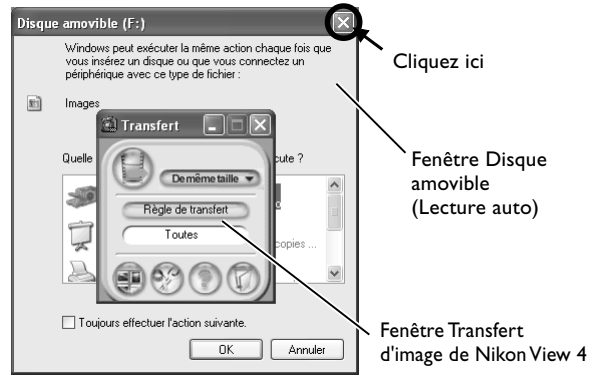 Disque amovible (F:)
Windows peut exécuter la même action chaque fois que
vous insérez un disque ou que vous connectez un
périphérique avec ce type de fichier :
Cliquez ici
Images
Transfert
Quelle
cute ?
De même taille
Règle de transfert
Toutes
copies ...
Fenêtre Disque
amovible
(Lecture auto)
Toujours effectuer l'action suivante.
OK
Annuler
Fenêtre Transfert
d'image de Nikon View 4